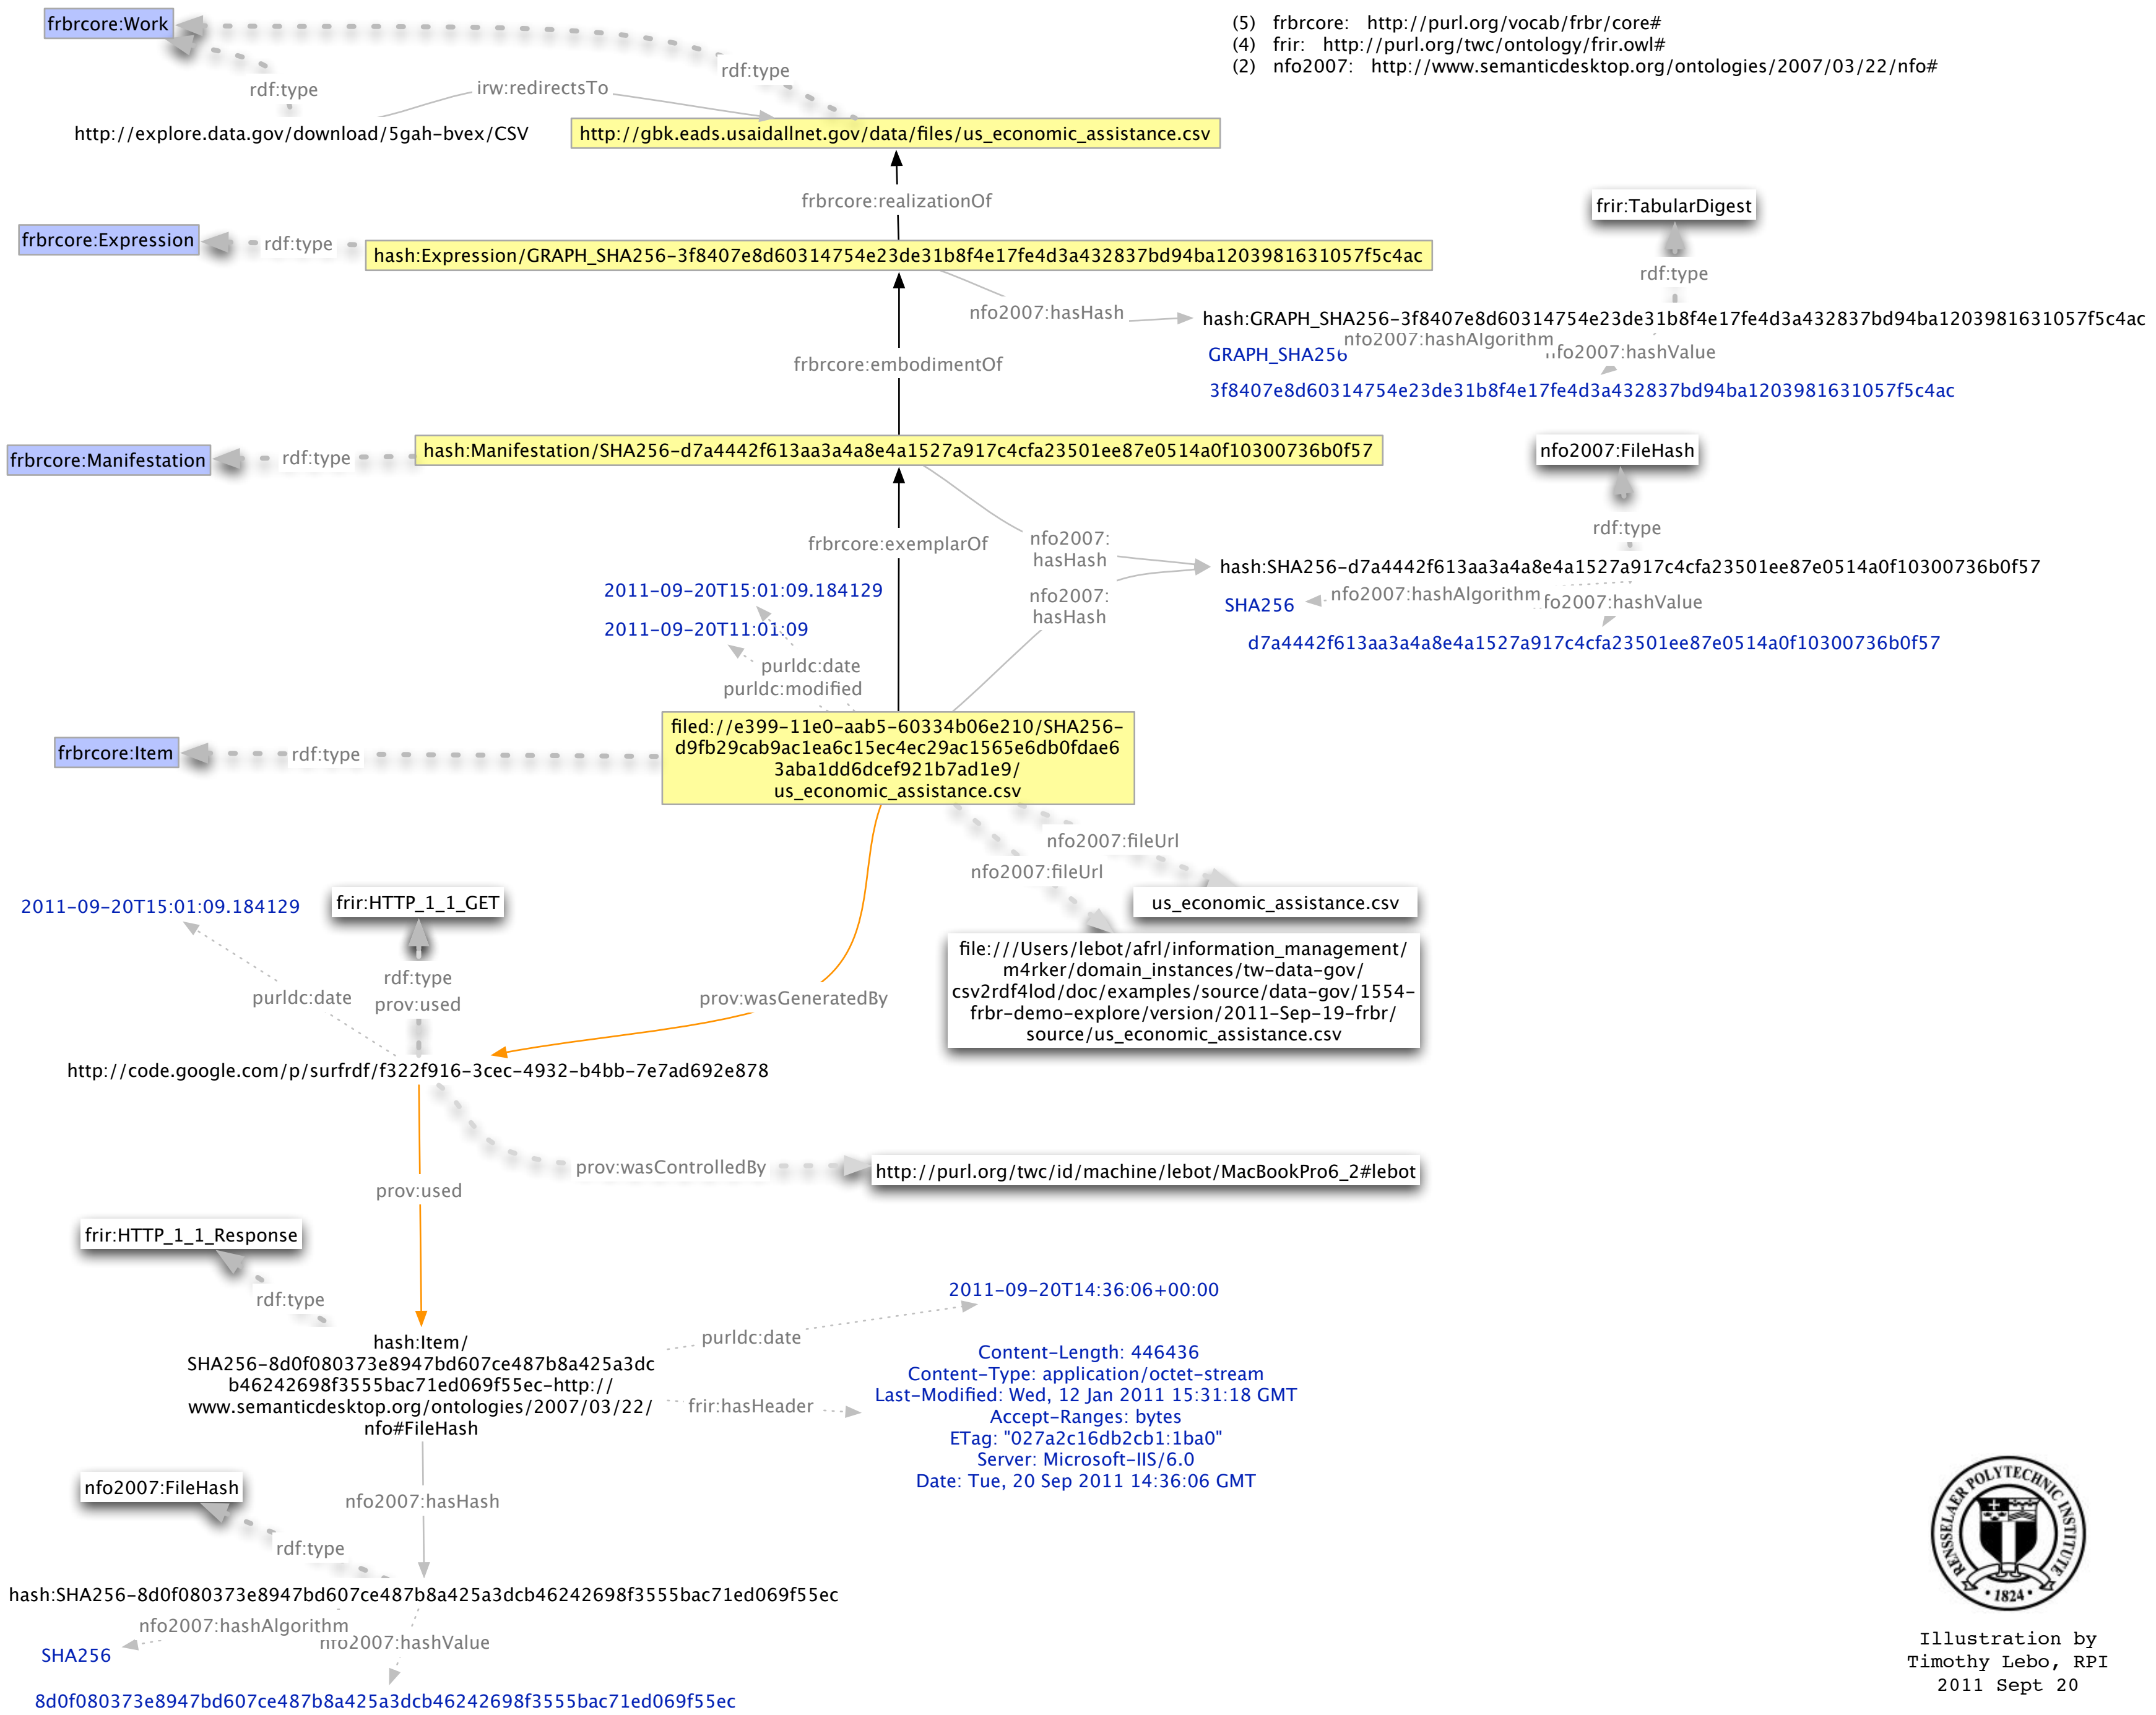 frbrcore:Work
(5) frbrcore: http://purl.org/vocab/frbr/core#
(4) frir: http://purl.org/twc/ontology/frir.owl#
(2) nfo2007: http://www.semanticdesktop.org/ontologies/2007/03/22/nfo#
rdf:type
rdf:type
irw:redirectsTo
http://explore.data.gov/download/5gah-bvex/CSV
http://gbk.eads.usaidallnet.gov/data/files/us_economic_assistance.csv
frbrcore:realizationOf
frir:TabularDigest
frbrcore:Expression
rdf:type
hash:Expression/GRAPH_SHA256-3f8407e8d60314754e23de31b8f4e17fe4d3a432837bd94ba1203981631057f5c4ac
rdf:type
nfo2007:hasHash
hash:GRAPH_SHA256-3f8407e8d60314754e23de31b8f4e17fe4d3a432837bd94ba1203981631057f5c4ac
nfo2007:hashAlgorithm
GRAPH_SHA256
nfo2007:hashValue
frbrcore:embodimentOf
3f8407e8d60314754e23de31b8f4e17fe4d3a432837bd94ba1203981631057f5c4ac
frbrcore:Manifestation
rdf:type
hash:Manifestation/SHA256-d7a4442f613aa3a4a8e4a1527a917c4cfa23501ee87e0514a0f10300736b0f57
nfo2007:FileHash
rdf:type
frbrcore:exemplarOf
nfo2007:
hasHash
hash:SHA256-d7a4442f613aa3a4a8e4a1527a917c4cfa23501ee87e0514a0f10300736b0f57
2011-09-20T15:01:09.184129
nfo2007:
hasHash
nfo2007:hashAlgorithm
SHA256
nfo2007:hashValue
2011-09-20T11:01:09
d7a4442f613aa3a4a8e4a1527a917c4cfa23501ee87e0514a0f10300736b0f57
purldc:date
purldc:modified
frbrcore:Item
rdf:type
filed://e399-11e0-aab5-60334b06e210/SHA256-
d9fb29cab9ac1ea6c15ec4ec29ac1565e6db0fdae6
3aba1dd6dcef921b7ad1e9/
us_economic_assistance.csv
nfo2007:fileUrl
nfo2007:fileUrl
us_economic_assistance.csv
file:///Users/lebot/afrl/information_management/
m4rker/domain_instances/tw-data-gov/
csv2rdf4lod/doc/examples/source/data-gov/1554-
frbr-demo-explore/version/2011-Sep-19-frbr/
source/us_economic_assistance.csv
2011-09-20T15:01:09.184129
frir:HTTP_1_1_GET
rdf:type
purldc:date
prov:used
prov:wasGeneratedBy
http://code.google.com/p/surfrdf/f322f916-3cec-4932-b4bb-7e7ad692e878
prov:wasControlledBy
http://purl.org/twc/id/machine/lebot/MacBookPro6_2#lebot
prov:used
frir:HTTP_1_1_Response
rdf:type
hash:Item/
SHA256-8d0f080373e8947bd607ce487b8a425a3dc
b46242698f3555bac71ed069f55ec-http://
www.semanticdesktop.org/ontologies/2007/03/22/
nfo#FileHash
purldc:date
2011-09-20T14:36:06+00:00
frir:hasHeader
Content-Length: 446436
Content-Type: application/octet-stream
Last-Modified: Wed, 12 Jan 2011 15:31:18 GMT
Accept-Ranges: bytes
ETag: "027a2c16db2cb1:1ba0"
Server: Microsoft-IIS/6.0
Date: Tue, 20 Sep 2011 14:36:06 GMT
nfo2007:FileHash
nfo2007:hasHash
rdf:type
hash:SHA256-8d0f080373e8947bd607ce487b8a425a3dcb46242698f3555bac71ed069f55ec
nfo2007:hashAlgorithm
nfo2007:hashValue
SHA256
8d0f080373e8947bd607ce487b8a425a3dcb46242698f3555bac71ed069f55ec
RENSSELAER POLYTECHNIC INSTITUTE
1824
Illustration by
Timothy Lebo, RPI
2011 Sept 20